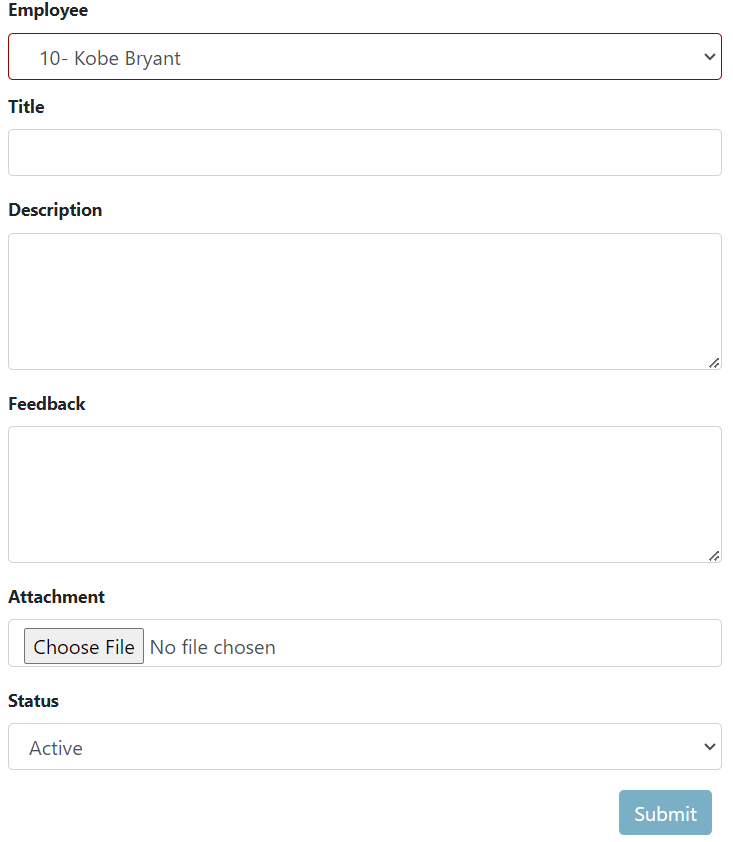 Employee
10- Kobe Bryant
Title
Description
Feedback
Attachment
Choose File No file chosen
Status
Active
Submit